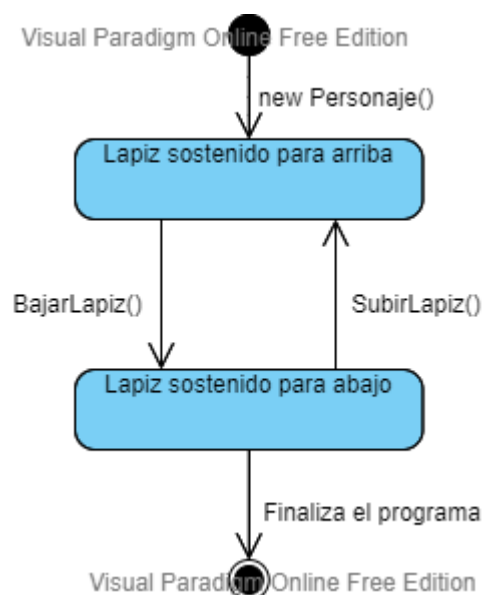 Visual Paradigm Online Free Edition
new Personaje()
Lapiz sostenido para arriba
BajarLapiz()
SubirLapiz()
Lapiz sostenido para abajo
Finaliza el programa
Visual Paradigm Online Free Edition